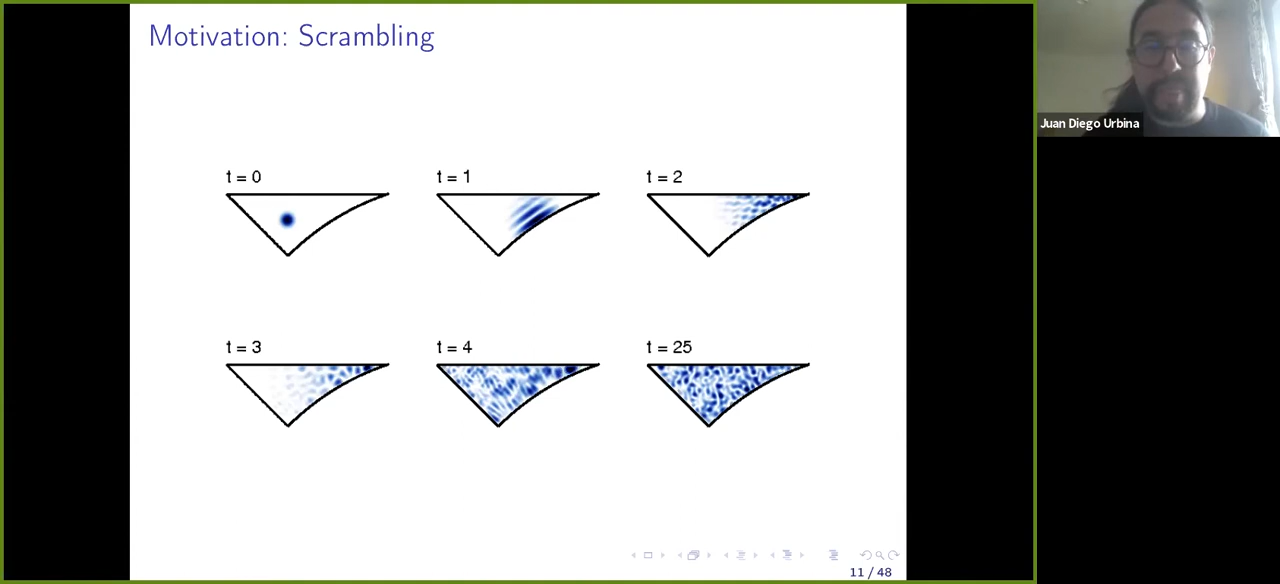 Motivation: Scrambling
Juan Diego Urbina
t = 0
t = 1
t = 2
t = 3
t = 4
t = 25
11 / 48